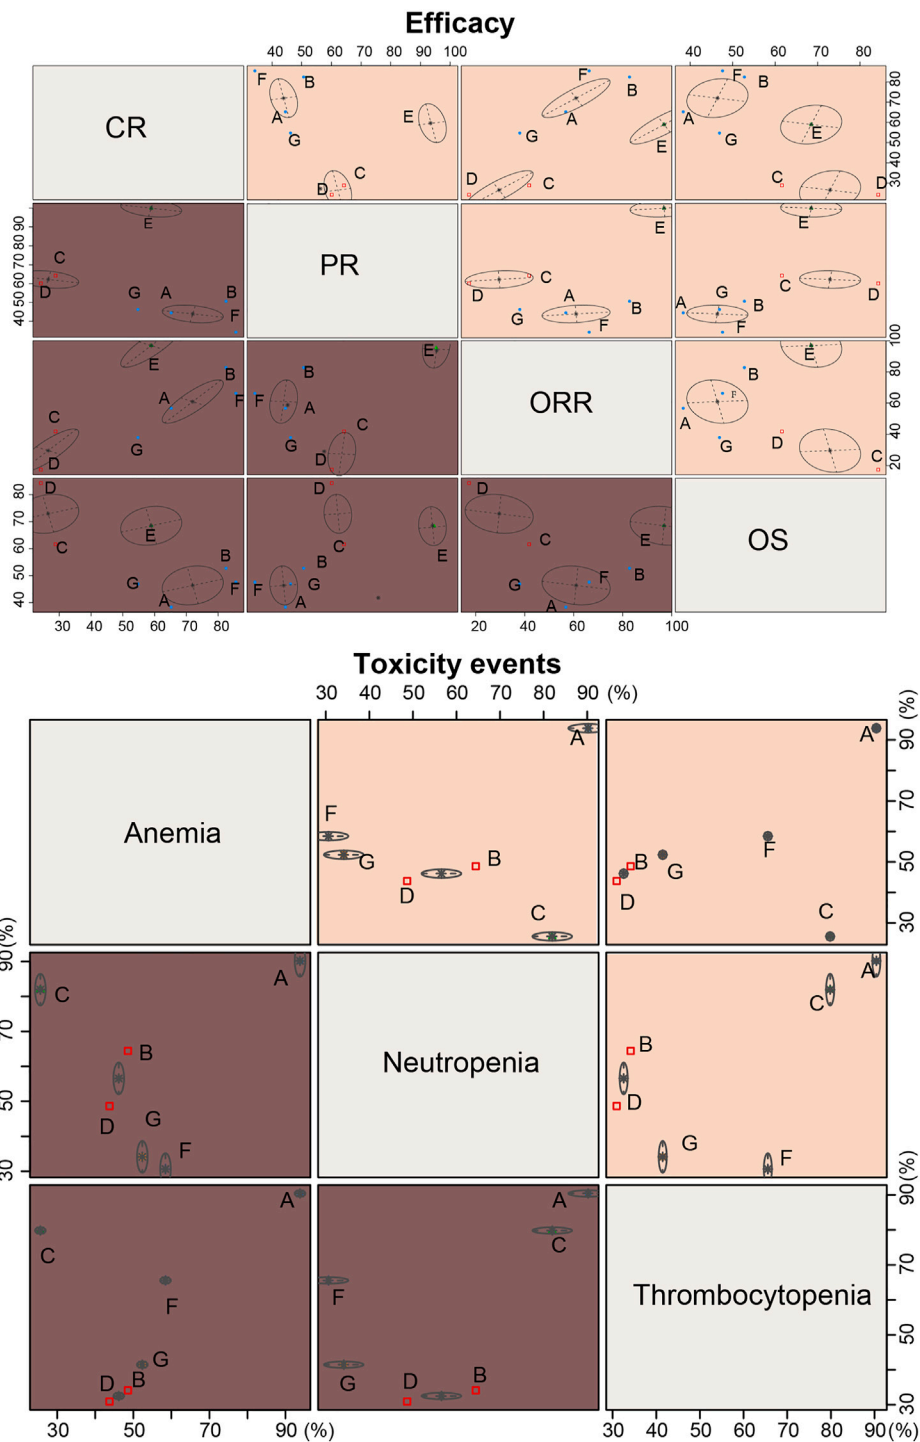 Efficacy
40 50 60 70 80 90 100
40 50 60 70 80
CR
F B
A
G
E
D
C
F
B
A
G
E
D
C
F B
A
G
E
C
D
30 40 50 60 70 80
40 50 60 70 80 90
E
C
D
G A B
F
PR
E
C
D
A
G
B
F
E
C
D
G
A
B
F
E
B
A
F
C
G
D
E
B
F
A
C
G
D
ORR
E
B
F
A
G
D
C
20 40 60 80 100
40 50 60 70 80
D
E
C
B
G
F
A
D
C
E
B
F
G
A
D
C
E
G
F
B
A
OS
30 40 50 60 70 80
20 40 60 80 100
Toxicity events
30 40 50 60 70 80 90 (%)
Anemia
A
F
G
B
D
C
A
F
B
G
D
C
30 50 70 90 (%)
30 50 70 90 (%)
A
C
B
D
G
F
Neutropenia
A
C
B
D
G
F
A
C
F
G
D B
A
C
F
G
D
B
Thrombocytopenia
30 50 70 90 (%)
30 50 70 90 (%)
30 40 50 60 70 80 90 (%)